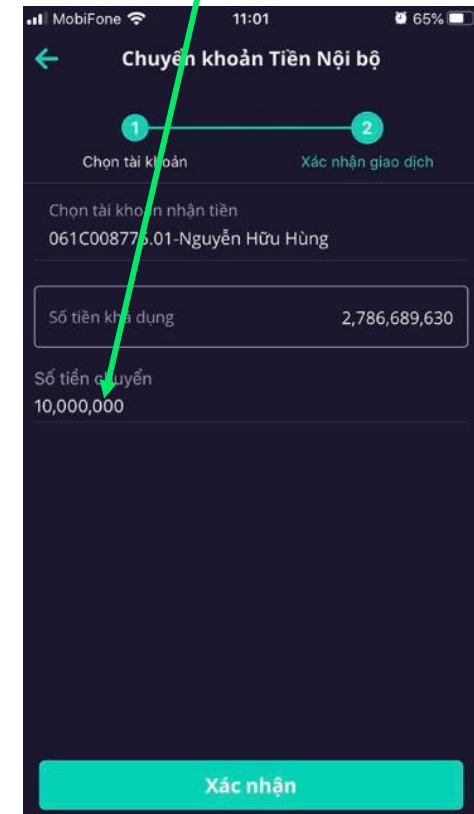 MobiFone 11:01 65%
Chuyển khoản Tiền Nội bộ
1 2
Chọn tài khoản Xác nhận giao dịch
Chọn tài khoản nhận tiền
061C008775.01-Nguyễn Hữu Hùng
Số tiền khả dụng 2,786,689,630
Số tiền chuyển
10,000,000
Xác nhận